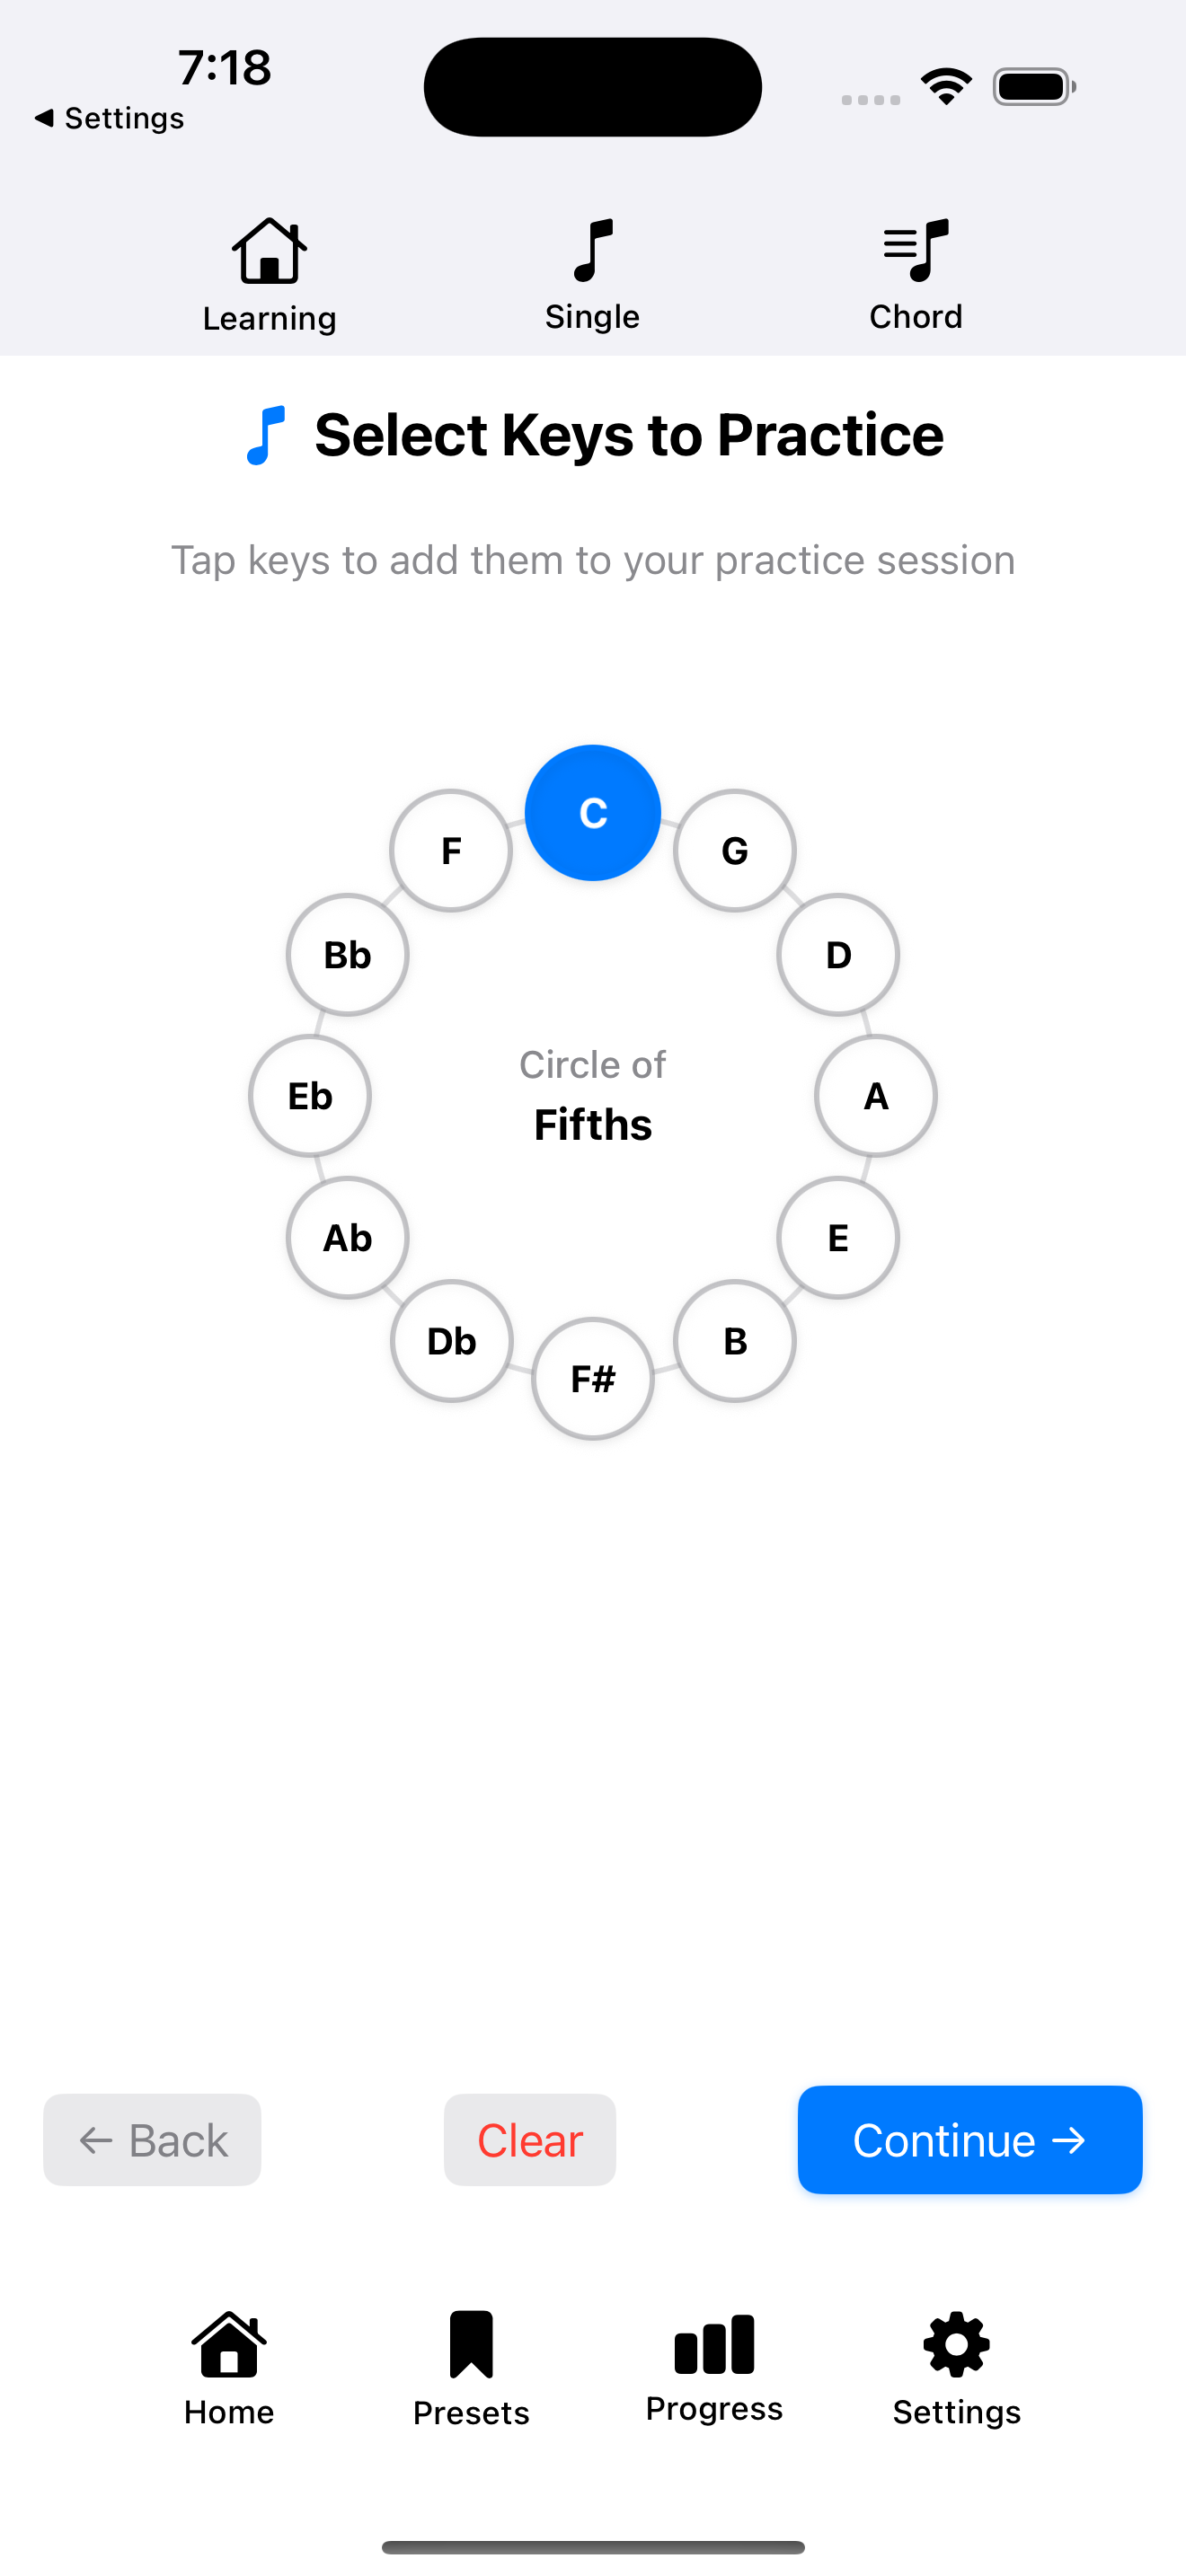 7:18
◀ Settings
Learning
Single
Chord
Select Keys to Practice
Tap keys to add them to your practice session
C
F
G
Bb
D
Circle of
Fifths
Eb
A
Ab
E
Db
B
F#
← Back
Clear
Continue →
Home
Presets
Progress
Settings